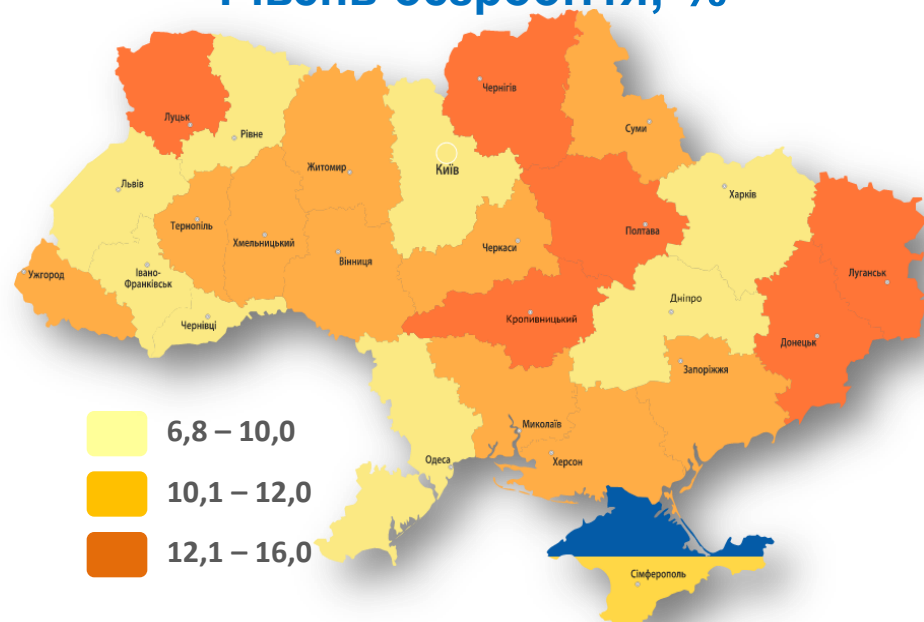 Рівень безробіття, %
Чернігів
Луцьк
Суми
Рівне
Житомир
Київ
Львів
Харків
Тернопіль
Хмельницький
Черкаси
Полтава
Вінниця
Ужгород
Івано-
Франківськ
Луганськ
Дніпро
Чернівці
Кропивницький
Донецьк
Запоріжжя
Миколаїв
Одеса
Херсон
Сімферополь
6,8 – 10,0
10,1 – 12,0
12,1 – 16,0